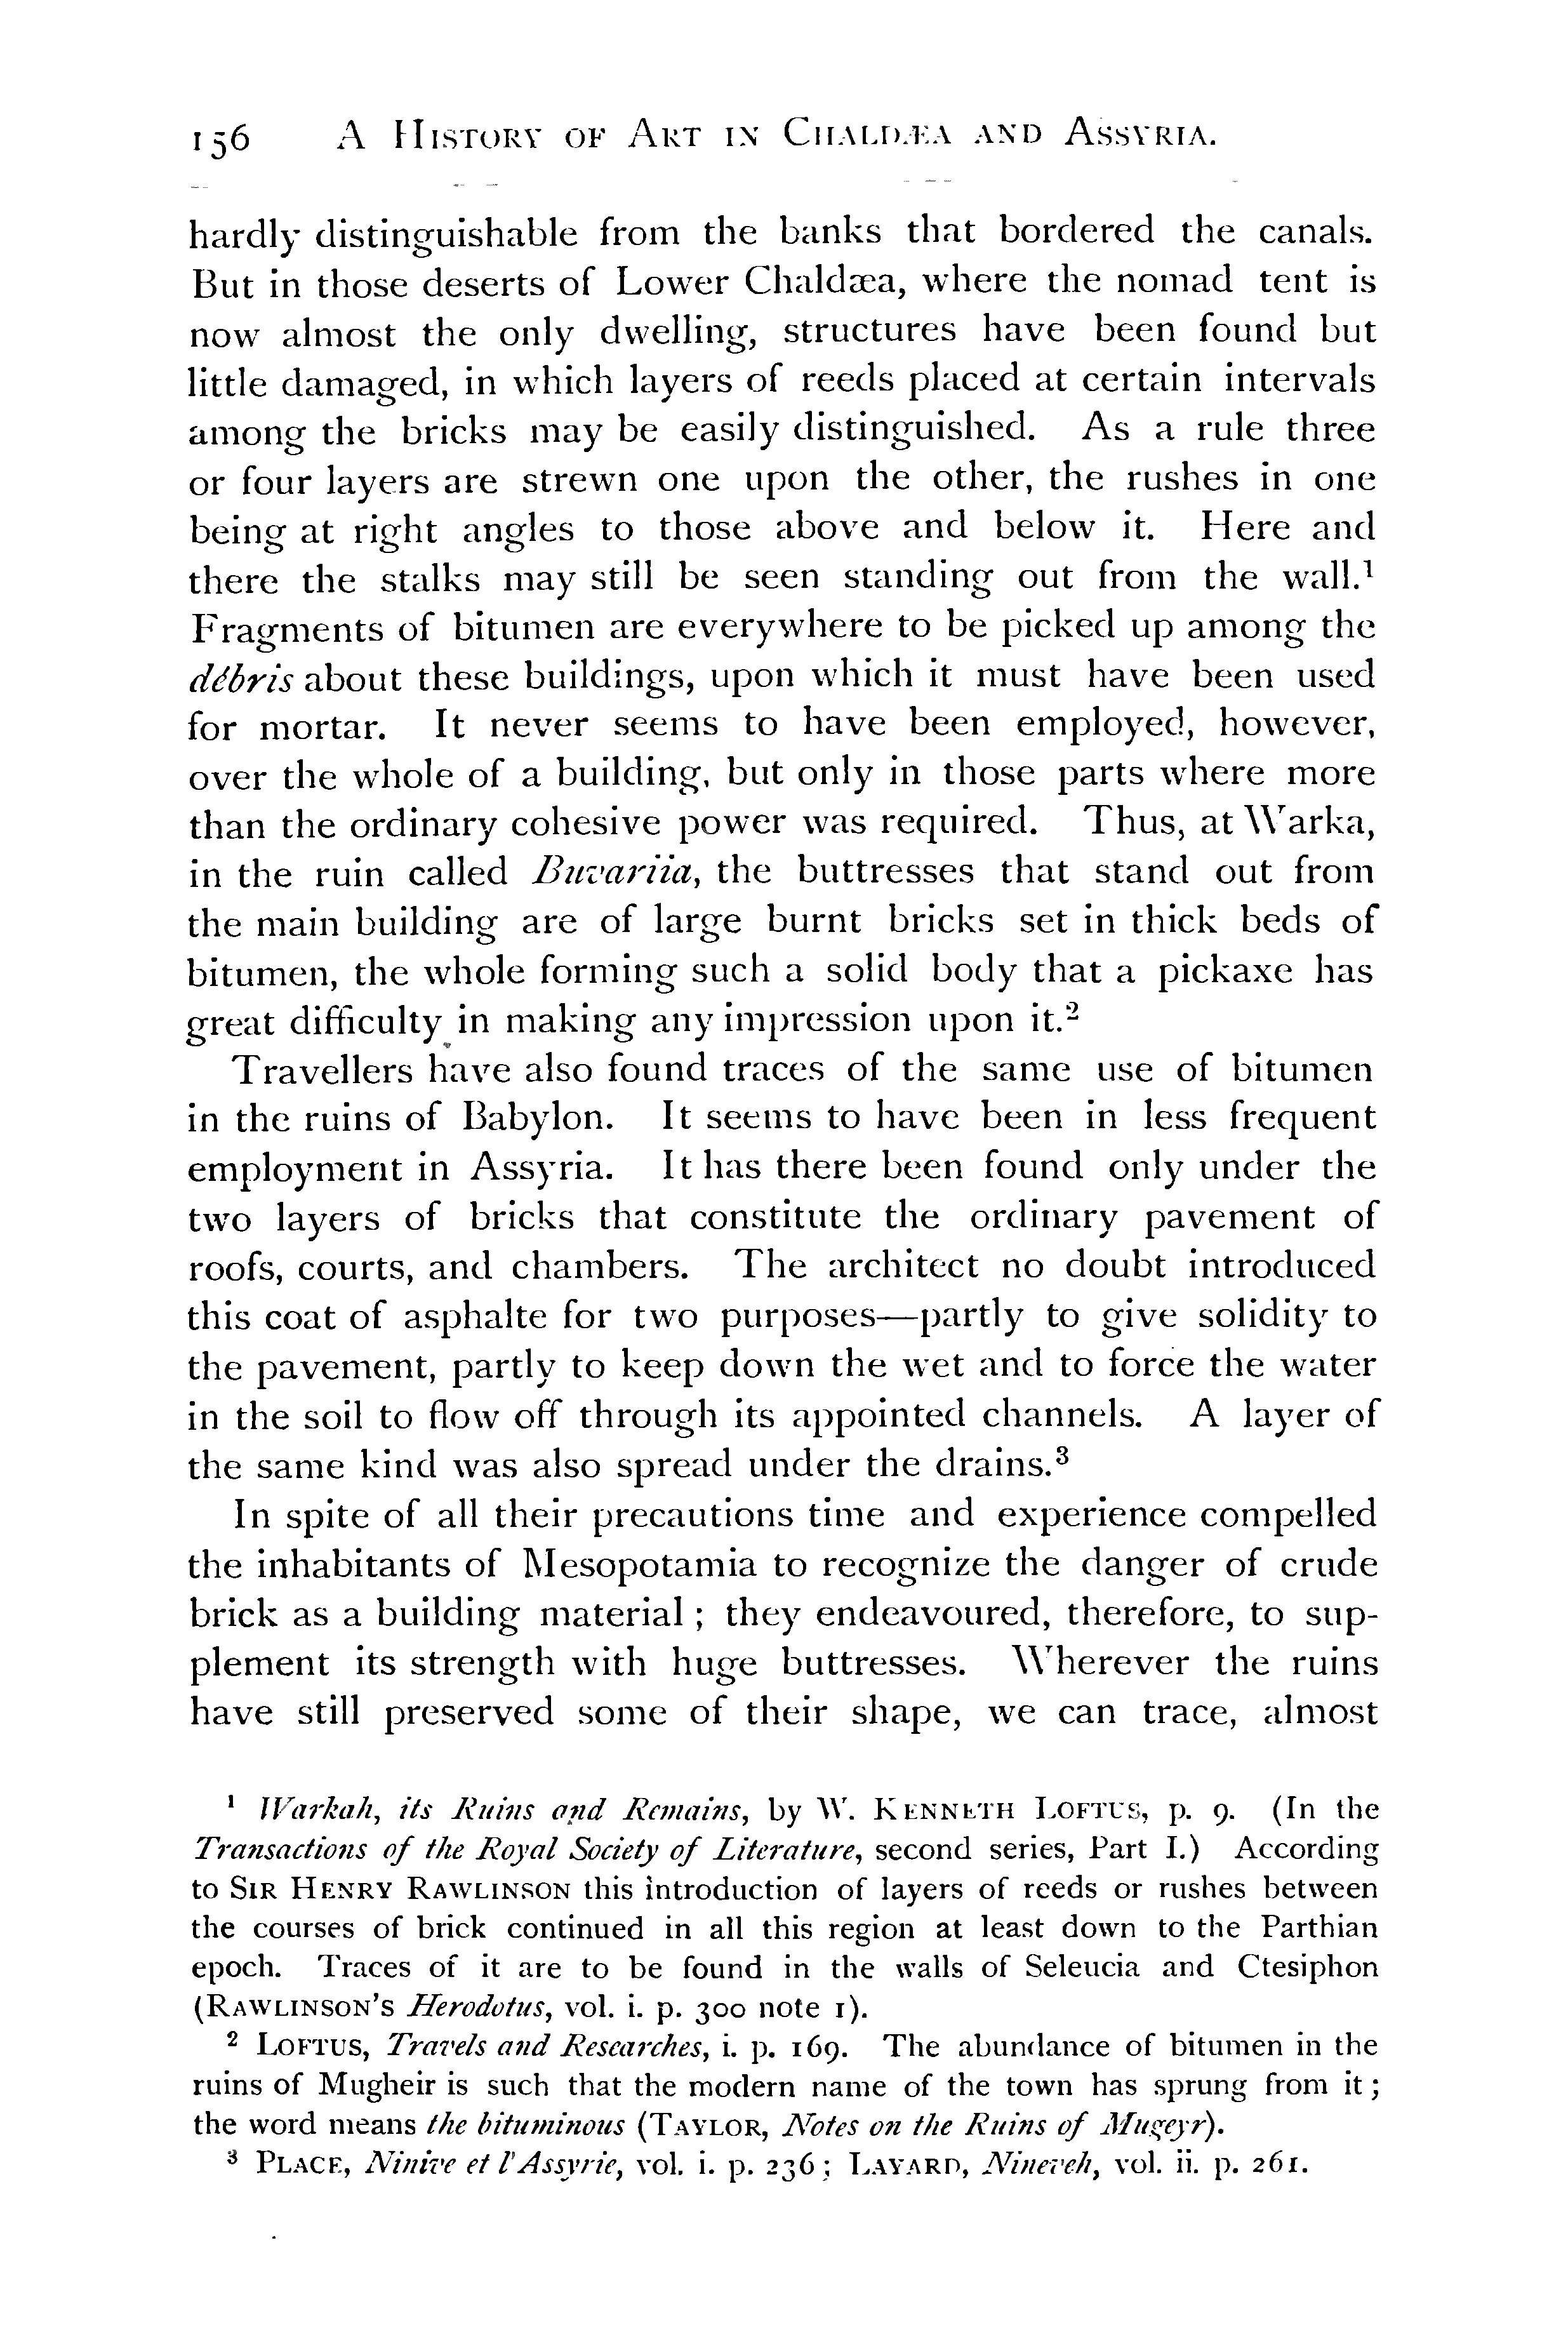 156 A History of Art in Chaldæa and Assyria.
hardly distinguishable from the banks that bordered the canals.
But in those deserts of Lower Chaldæa, where the nomad tent is
now almost the only dwelling, structures have been found but
little damaged, in which layers of reeds placed at certain intervals
among the bricks may be easily distinguished. As a rule three
or four layers are strewn one upon the other, the rushes in one
being at right angles to those above and below it. Here and
there the stalks may still be seen standing out from the wall.¹
Fragments of bitumen are everywhere to be picked up among the
débris about these buildings, upon which it must have been used
for mortar. It never seems to have been employed, however,
over the whole of a building, but only in those parts where more
than the ordinary cohesive power was required. Thus, at Warka,
in the ruin called Buvariia, the buttresses that stand out from
the main building are of large burnt bricks set in thick beds of
bitumen, the whole forming such a solid body that a pickaxe has
great difficulty in making any impression upon it.²
Travellers have also found traces of the same use of bitumen
in the ruins of Babylon. It seems to have been in less frequent
employment in Assyria. It has there been found only under the
two layers of bricks that constitute the ordinary pavement of
roofs, courts, and chambers. The architect no doubt introduced
this coat of asphalte for two purposes—partly to give solidity to
the pavement, partly to keep down the wet and to force the water
in the soil to flow off through its appointed channels. A layer of
the same kind was also spread under the drains.³
In spite of all their precautions time and experience compelled
the inhabitants of Mesopotamia to recognize the danger of crude
brick as a building material; they endeavoured, therefore, to sup-
plement its strength with huge buttresses. Wherever the ruins
have still preserved some of their shape, we can trace, almost
¹ Warkah, its Ruins and Remains, by W. Kenneth Loftus, p. 9. (In the
Transactions of the Royal Society of Literature, second series, Part I.) According
to Sir Henry Rawlinson this introduction of layers of reeds or rushes between
the courses of brick continued in all this region at least down to the Parthian
epoch. Traces of it are to be found in the walls of Seleucia and Ctesiphon
(Rawlinson's Herodotus, vol. i. p. 300 note 1).
² Loftus, Travels and Researches, i. p. 169. The abundance of bitumen in the
ruins of Mugheir is such that the modern name of the town has sprung from it;
the word means the bituminous (Taylor, Notes on the Ruins of Mugeyr).
³ Place, Ninive et l'Assyrie, vol. i. p. 236; Layard, Nineveh, vol. ii. p. 261.